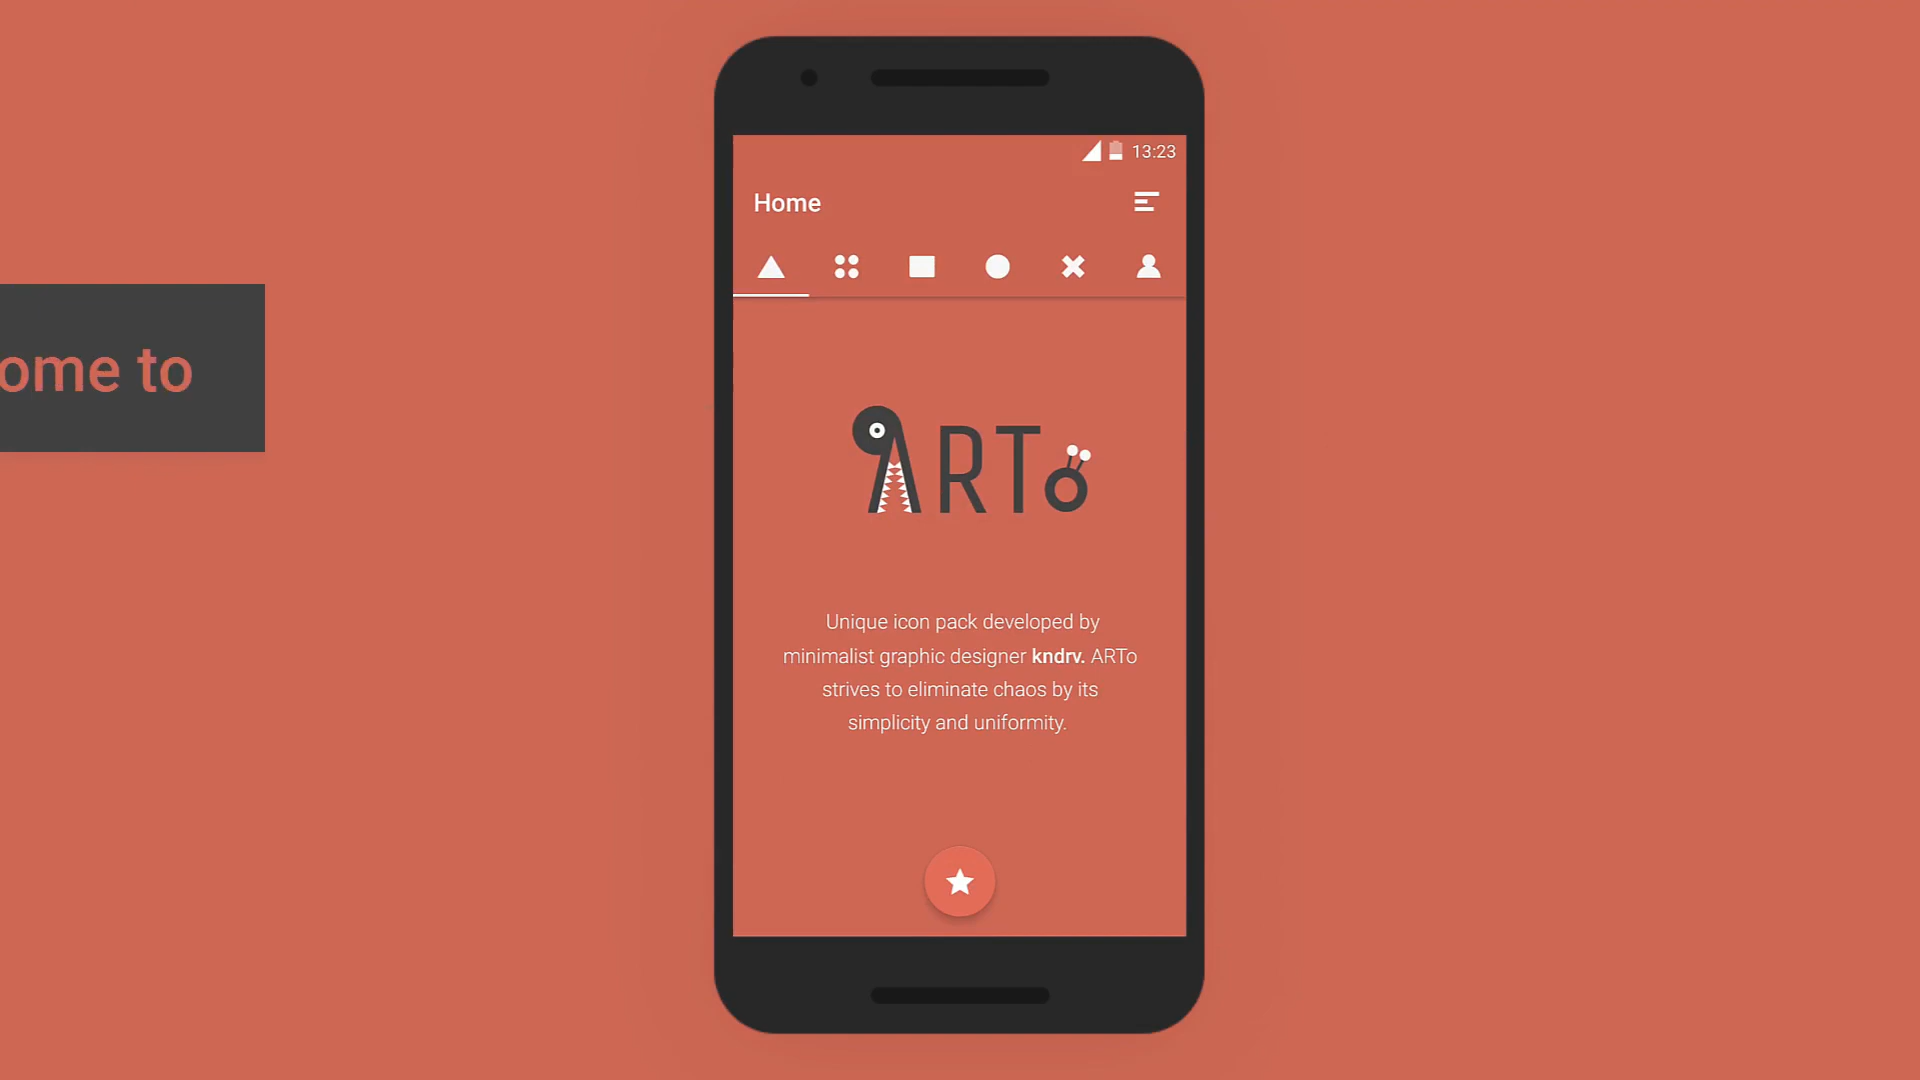 13:23
Home
ome to
ARTo
Unique icon pack developed by
minimalist graphic designer kndrv. ARTo
strives to eliminate chaos by its
simplicity and uniformity.